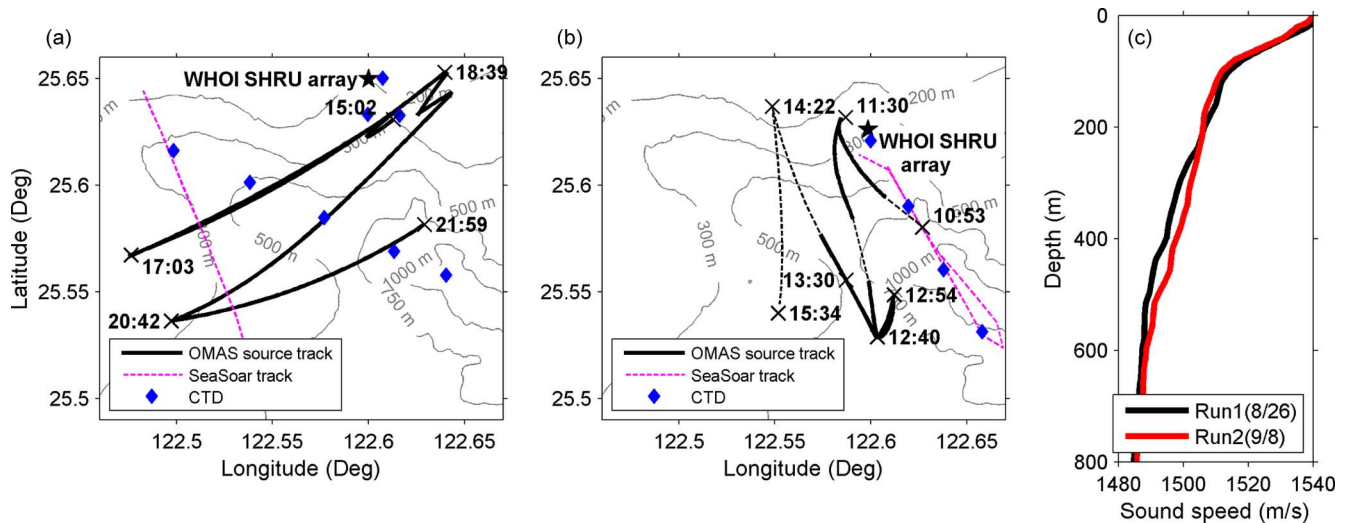 (a)
WHOI SHRU array
18:39
15:02
200 m
500 m
500 m
1000 m
750 m
21:59
17:03
20:42
OMAS source track
SeaSoar track
CTD
25.65
25.6
25.55
25.5
Latitude (Deg)
122.5
122.55
122.6
122.65
Longitude (Deg)
(b)
14:22
11:30
200 m
WHOI SHRU
array
10:53
300 m
500 m
1000 m
13:30
12:54
15:34
12:40
OMAS source track
SeaSoar track
CTD
25.65
25.6
25.55
25.5
122.5
122.55
122.6
122.65
Longitude (Deg)
(c)
0
200
400
600
800
Depth (m)
Run1(8/26)
Run2(9/8)
1480
1500
1520
1540
Sound speed (m/s)